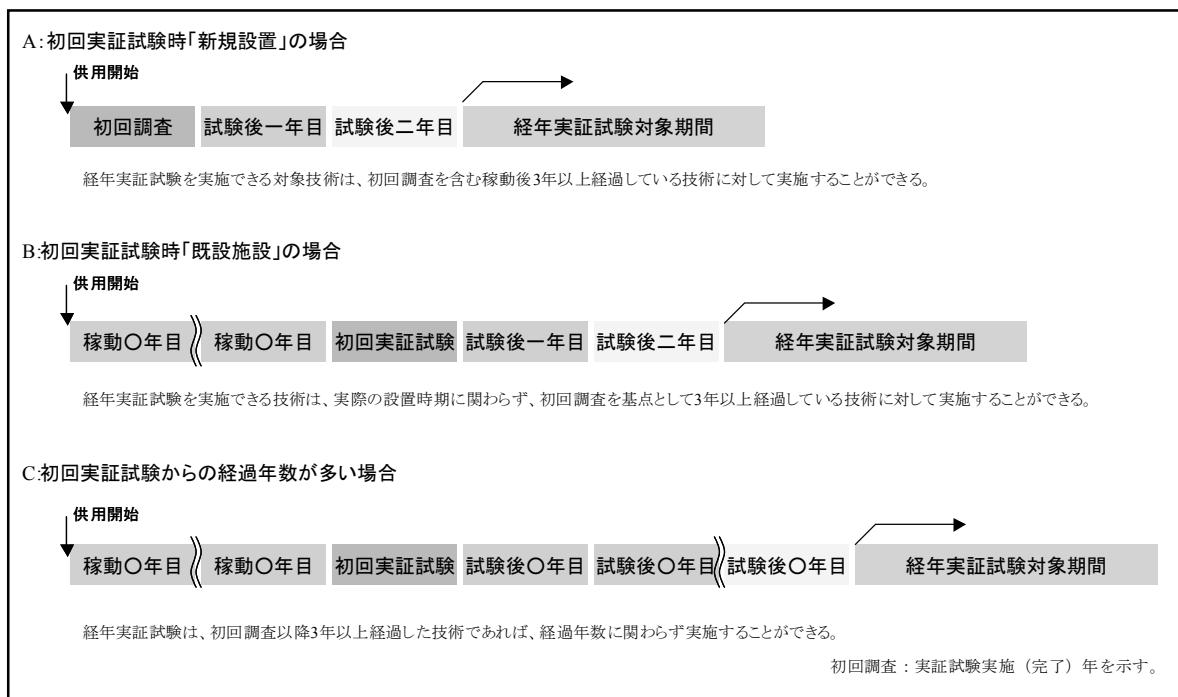 A:初回実証試験時「新規設置」の場合
供用開始
初回調査 試験後一年目 試験後二年目 経年実証試験対象期間
経年実証試験を実施できる対象技術は、初回調査を含む稼動後3年以上経過している技術に対して実施することができる。
B:初回実証試験時「既設施設」の場合
供用開始
稼動〇年目 稼動〇年目 初回実証試験 試験後一年目 試験後二年目 経年実証試験対象期間
経年実証試験を実施できる技術は、実際の設置時期に関わらず、初回調査を基点として3年以上経過している技術に対して実施することができる。
C:初回実証試験からの経過年数が多い場合
供用開始
稼動〇年目 稼動〇年目 初回実証試験 試験後〇年目 試験後〇年目 試験後〇年目 経年実証試験対象期間
経年実証試験は、初回調査以降3年以上経過した技術であれば、経過年数に関わらず実施することができる。
初回調査：実証試験実施（完了）年を示す。